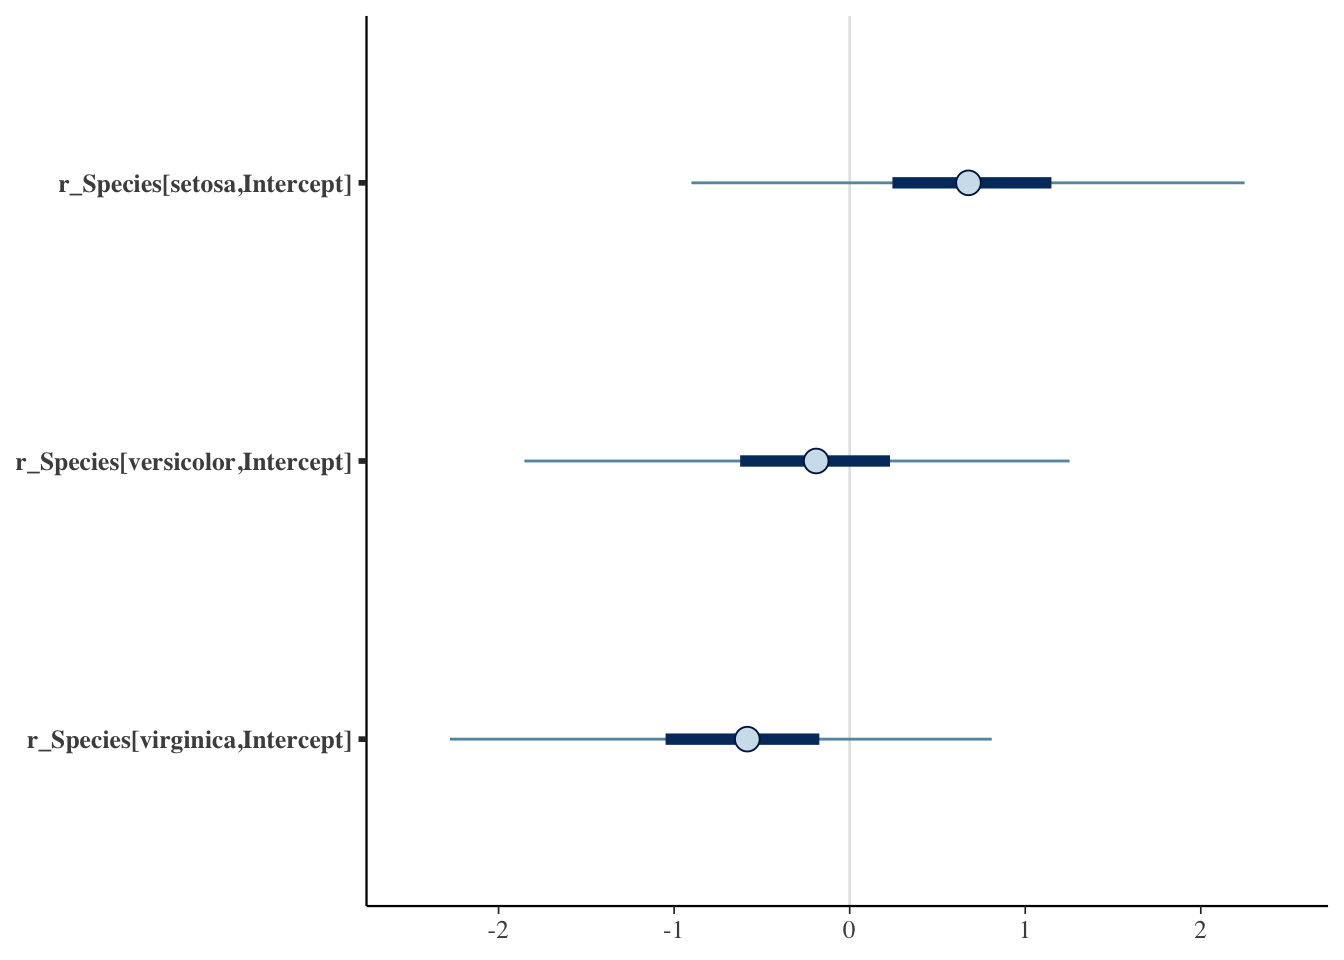 r_Species[setosa,Intercept]
r_Species[versicolor,Intercept]
r_Species[virginica,Intercept]
-2 -1 0 1 2